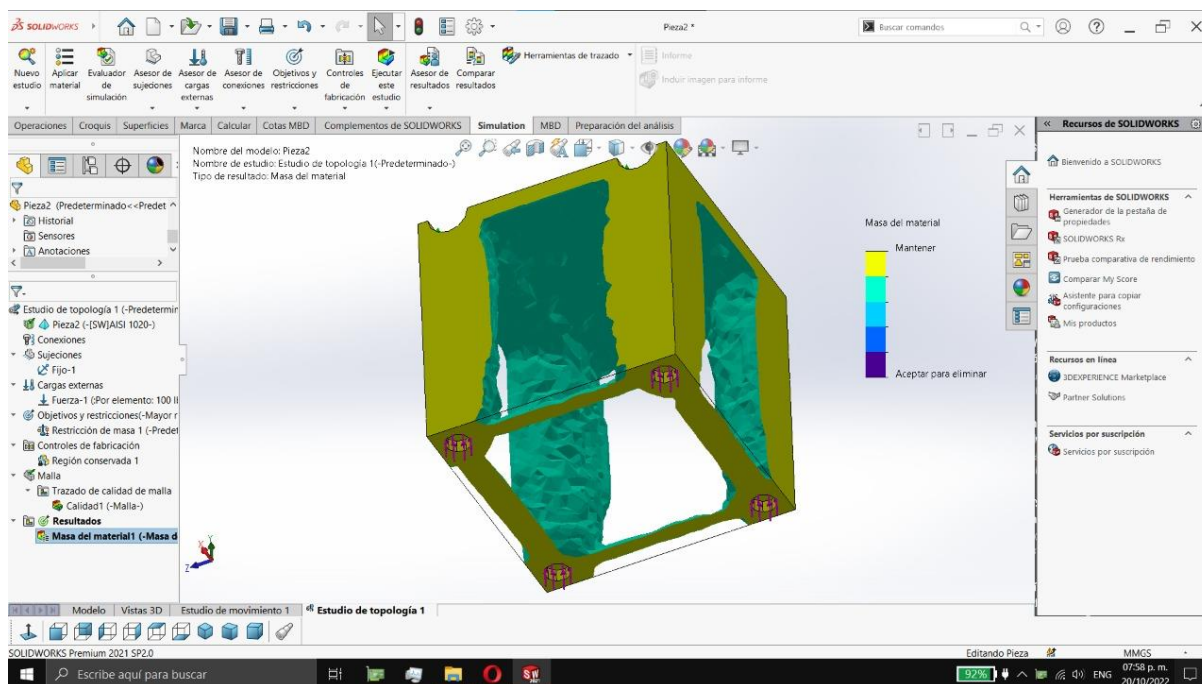 SOLIDWORKS
Pieza2 *
Buscar comandos
Nuevo estudio
Aplicar material
Evaluador de simulación
Asesor de sujeciones
Asesor de cargas externas
Asesor de conexiones
Objetivos y restricciones
Controles de fabricación
Ejecutar este estudio
Asesor de resultados
Comparar resultados
Herramientas de trazado
Informe
Incluir imagen para informe
Operaciones
Croquis
Superficies
Marca
Calcular
Cotas MBD
Complementos de SOLIDWORKS
Simulation
MBD
Preparación del análisis
Nombre del modelo: Pieza2
Nombre de estudio: Estudio de topología 1(-Predeterminado-)
Tipo de resultado: Masa del material
Pieza2 (Predeterminado<<Predet
Historial
Sensores
Anotaciones
Estudio de topología 1 (-Predetermin
Pieza2 (-[SW]AISI 1020-)
Conexiones
Sujeciones
Fijo-1
Cargas externas
Fuerza-1 (:Por elemento: 100 
Objetivos y restricciones(-Mayor r
Restricción de masa 1 (-Predet
Controles de fabricación
Región conservada 1
Malla
Trazado de calidad de malla
Calidad1 (-Malla-)
Resultados
Masa del material1 (-Masa d
Masa del material
Mantener
Aceptar para eliminar
X
Y
Z
Recursos de SOLIDWORKS
Bienvenido a SOLIDWORKS
Herramientas de SOLIDWORKS
Generador de la pestaña de
propiedades
SOLIDWORKS Rx
Prueba comparativa de rendimiento
Comparar My Score
Asistente para copiar
configuraciones
Mis productos
Recursos en línea
3DEXPERIENCE Marketplace
Partner Solutions
Servicios por suscripción
Servicios por suscripción
Modelo
Vistas 3D
Estudio de movimiento 1
Estudio de topología 1
SOLIDWORKS Premium 2021 SP2.0
Editando Pieza
MMGS
Escribe aquí para buscar
92%
ENG
07:58 p. m.
20/10/2022